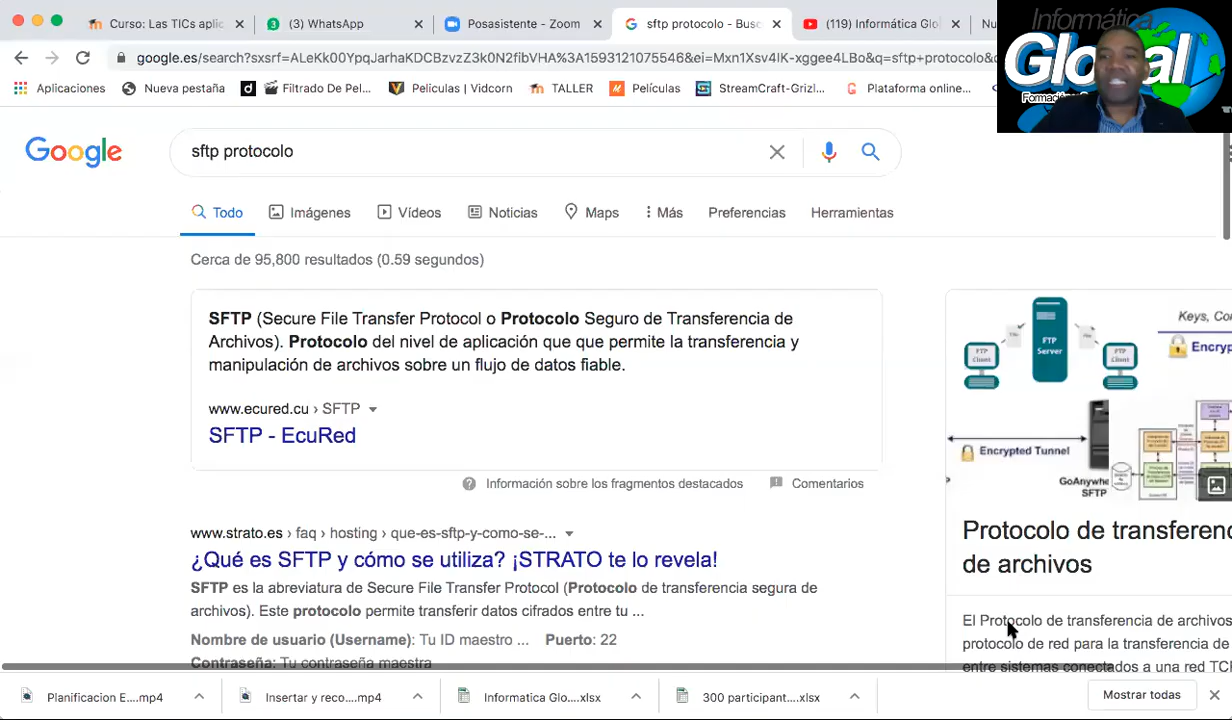 Curso: Las TICs aplic
(3) WhatsApp
Posasistente - Zoom
sftp protocolo - Bus
(119) Informática Glo
google.es/search?sxsrf=ALeKk00YpqJarhaKDCBzvzZ3k0N2fibVHA%3A1593121075546&ei=Mxn1Xsv4IK-xggee4LBo&q=sftp+protocolo&
Aplicaciones
Nueva pestaña
Filtrado De Pel...
Peliculas | Vidcorn
TALLER
Películas
StreamCraft-Grizl...
Plataforma online...
Informática
Global
Google
sftp protocolo
Todo
Imágenes
Vídeos
Noticias
Maps
Más
Preferencias
Herramientas
Cerca de 95,800 resultados (0.59 segundos)
SFTP (Secure File Transfer Protocol o Protocolo Seguro de Transferencia de
Archivos). Protocolo del nivel de aplicación que que permite la transferencia y
manipulación de archivos sobre un flujo de datos fiable.
www.ecured.cu › SFTP
SFTP - EcuRed
Información sobre los fragmentos destacados
Comentarios
www.strato.es › faq › hosting › que-es-sftp-y-como-se-...
¿Qué es SFTP y cómo se utiliza? ¡STRATO te lo revela!
SFTP es la abreviatura de Secure File Transfer Protocol (Protocolo de transferencia segura de
archivos). Este protocolo permite transferir datos cifrados entre tu ...
Nombre de usuario (Username): Tu ID maestro ... Puerto: 22
Contraseña: Tu contraseña maestra
FTP Client
FTP Server
FTP Client
Keys, Co
Encryp
Encrypted Tunnel
GoAnywhe
SFTP
Protocolo de transferenc
de archivos
El Protocolo de transferencia de archivos
protocolo de red para la transferencia de
entre sistemas conectados a una red TC
Planificacion E....mp4
Insertar y reco....mp4
Informatica Glo....xlsx
300 participant....xlsx
Mostrar todas